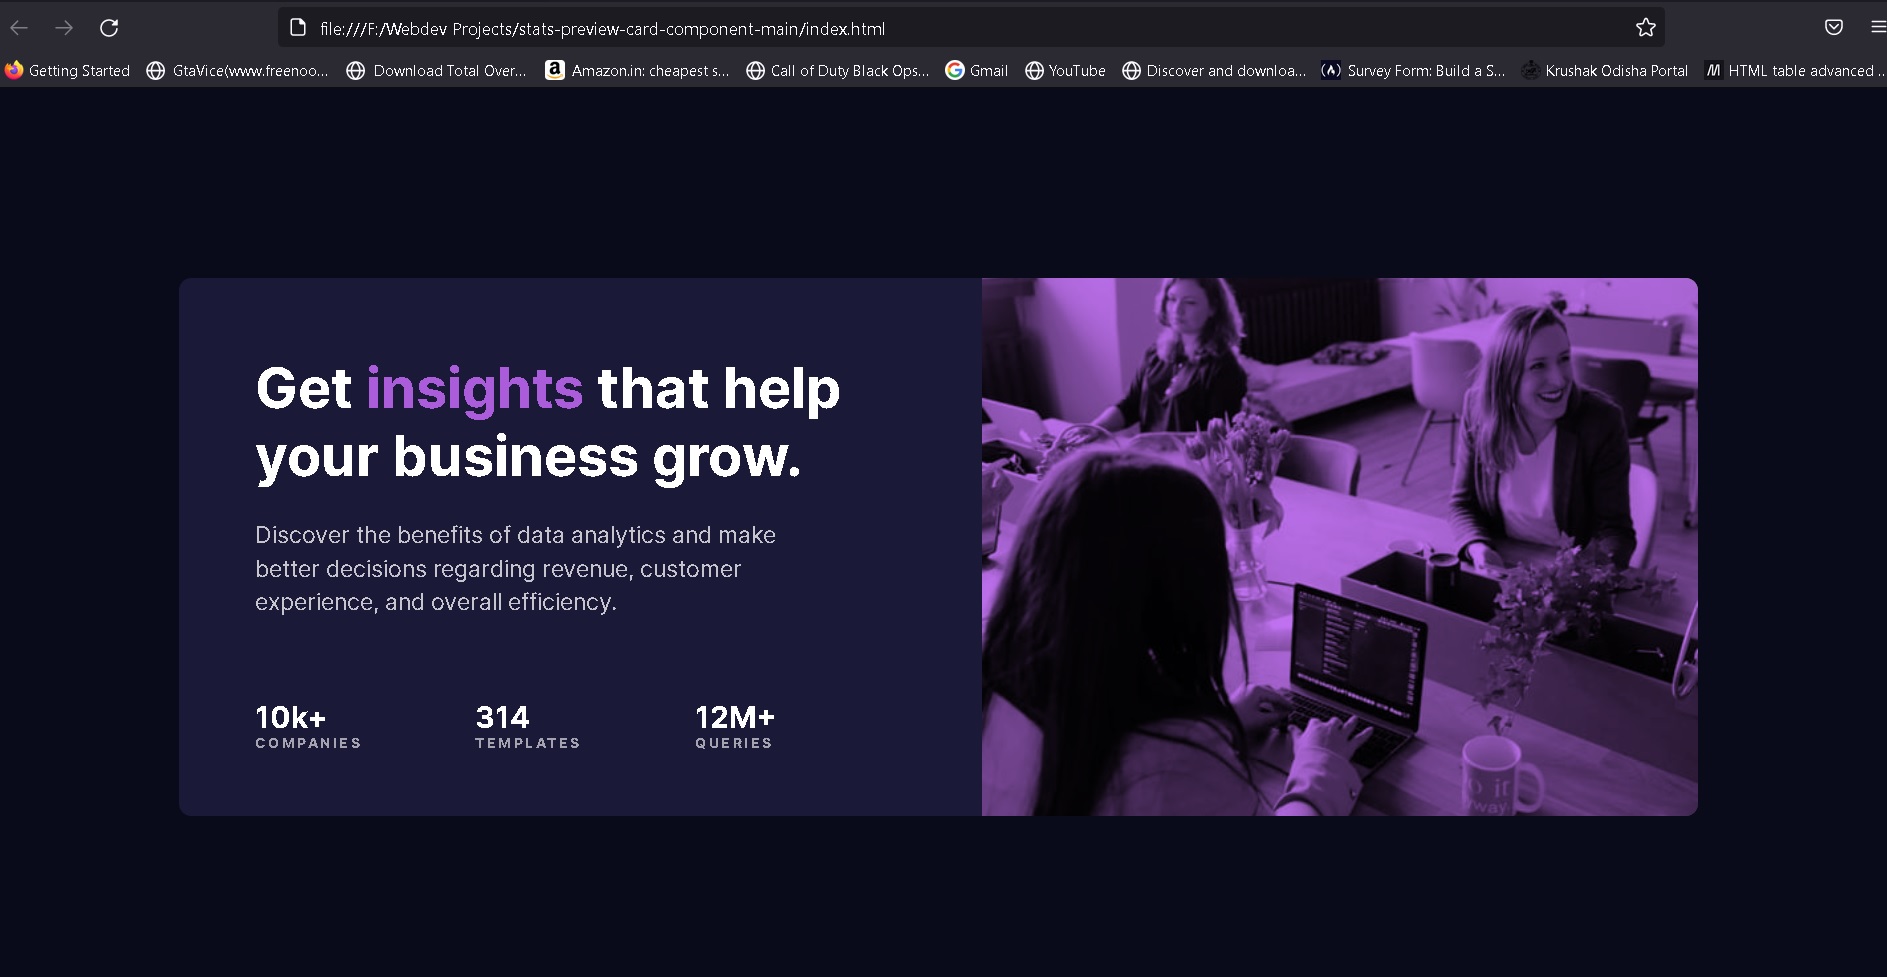 file:///F:/Webdev Projects/stats-preview-card-component-main/index.html
Getting Started GtaVice(www.freenoo... Download Total Over... Amazon.in: cheapest s... Call of Duty Black Ops... Gmail YouTube Discover and downloa... Survey Form: Build a S... Krushak Odisha Portal HTML table advanced ...
Get insights that help
your business grow.
Discover the benefits of data analytics and make
better decisions regarding revenue, customer
experience, and overall efficiency.
10k+ 314 12M+
COMPANIES TEMPLATES QUERIES
it
way.